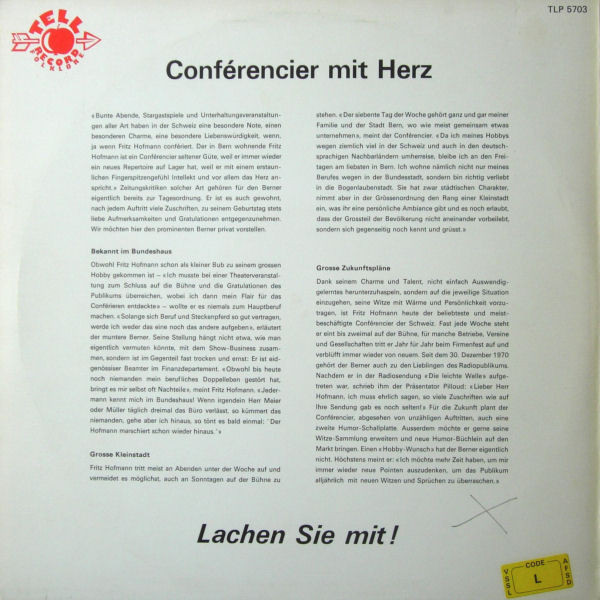 TELL
RECORD
FOLKLORE
TLP 5703
Conférencier mit Herz
«Bunte Abende, Stargastspiele und Unterhaltungsveranstaltun-
gen aller Art haben in der Schweiz eine besondere Note, einen
besonderen Charme, eine besondere Liebenswürdigkeit, wenn,
ja wenn Fritz Hofmann confériert. Der in Bern wohnende Fritz
Hofmann ist ein Conférencier seltener Güte, weil er immer wieder
ein neues Repertoire auf Lager hat, weil er mit einem erstaun-
lichen Fingerspitzengefühl Intellekt und vor allem das Herz an-
spricht.» Zeitungskritiken solcher Art gehören für den Berner
eigentlich bereits zur Tagesordnung. Er ist es auch gewohnt,
nach jedem Auftritt viele Zuschriften, zu seinem Geburtstag stets
liebe Aufmerksamkeiten und Gratulationen entgegenzunehmen.
Wir möchten hier den prominenten Berner privat vorstellen.
Bekannt im Bundeshaus
Obwohl Fritz Hofmann schon als kleiner Bub zu seinem grossen
Hobby gekommen ist – «Ich musste bei einer Theaterveranstal-
tung zum Schluss auf die Bühne und die Gratulationen des
Publikums überreichen, wobei ich dann mein Flair für das
Conférieren entdeckte» – wollte er es niemals zum Hauptberuf
machen. «Solange sich Beruf und Steckenpferd so gut vertragen,
werde ich weder das eine noch das andere aufgeben», erläutert
der muntere Berner. Seine Stellung hängt nicht etwa, wie man
eigentlich vermuten könnte, mit dem Show-Business zusam-
men, sondern ist im Gegenteil fast trocken und ernst: Er ist eid-
genössiser Beamter im Finanzdepartement. «Obwohl bis heute
noch niemanden mein berufliches Doppelleben gestört hat,
bringt es mir selbst oft Nachteile», meint Fritz Hofmann. «Jeder-
mann kennt mich im Bundeshaus! Wenn irgendein Herr Meier
oder Müller täglich dreimal das Büro verlässt, so kümmert das
niemanden, gehe aber ich hinaus, so tönt es bald einmal: 'Der
Hofmann marschiert schon wieder hinaus.'»
Grosse Kleinstadt
Fritz Hofmann tritt meist an Abenden unter der Woche auf und
vermeidet es möglichst, auch an Sonntagen auf der Bühne zu
stehen. «Der siebente Tag der Woche gehört ganz und gar meiner
Familie und der Stadt Bern, wo wie meist gemeinsam etwas
unternehmen», meint der Conférencier. «Da ich meines Hobbys
wegen ziemlich viel in der Schweiz und auch in den deutsch-
sprachigen Nachbarländern umherreise, bleibe ich an den Frei-
tagen am liebsten in Bern. Ich wohne nämlich nicht nur meines
Berufes wegen in der Bundesstadt, sondern bin richtig verliebt
in die Bogenlaubenstadt. Sie hat zwar städtischen Charakter,
nimmt aber in der Grössenordnung den Rang einer Kleinstadt
ein, was ihr eine persönliche Ambiance gibt und es noch erlaubt,
dass der Grossteil der Bevölkerung nicht aneinander vorbeilebt,
sondern sich gegenseitig noch kennt und grüsst.»
Grosse Zukunftspläne
Dank seinem Charme und Talent, nicht einfach Auswendig-
gelerntes herunterzuhaspeln, sondern auf die jeweilige Situation
einzugehen, seine Witze mit Wärme und Persönlichkeit vorzu-
tragen, ist Fritz Hofmann heute der beliebteste und meist-
beschäftigte Conférencier der Schweiz. Fast jede Woche steht
er eint bis zweimal auf der Bühne, für manche Betriebe, Vereine
und Gesellschaften tritt er Jahr für Jahr beim Firmenfest auf und
verblüfft immer wieder von neuem. Seit dem 30. Dezember 1970
gehört der Berner auch zu den Lieblingen des Radiopublikums.
Nachdem er in der Radiosendung «Die leichte Walle» aufge-
treten war, schrieb ihm der Präsentator Pilloud: «Lieber Herr
Hofmann, ich muss ehrlich sagen, so viele Zuschriften wie auf
Ihre Sendung gab es noch selten!» Für die Zukunft plant der
Conférencier, abgesehen von unzähligen Auftritten, auch eine
zweite Humor-Schallplatte. Ausserdem möchte er gerne seine
Witze-Sammlung erweitern und neue Humor-Büchlein auf den
Markt bringen. Einen «Hobby-Wunsch» hat der Berner eigentlich
nicht. Höchstens meint er: «Ich möchte mehr Zeit haben, um mir
immer wieder neue Pointen auszudenken, um das Publikum
alljährlich mit neuen Witzen und Sprüchen zu überraschen.»
Lachen Sie mit!
VSSL
CODE
L
AFSD